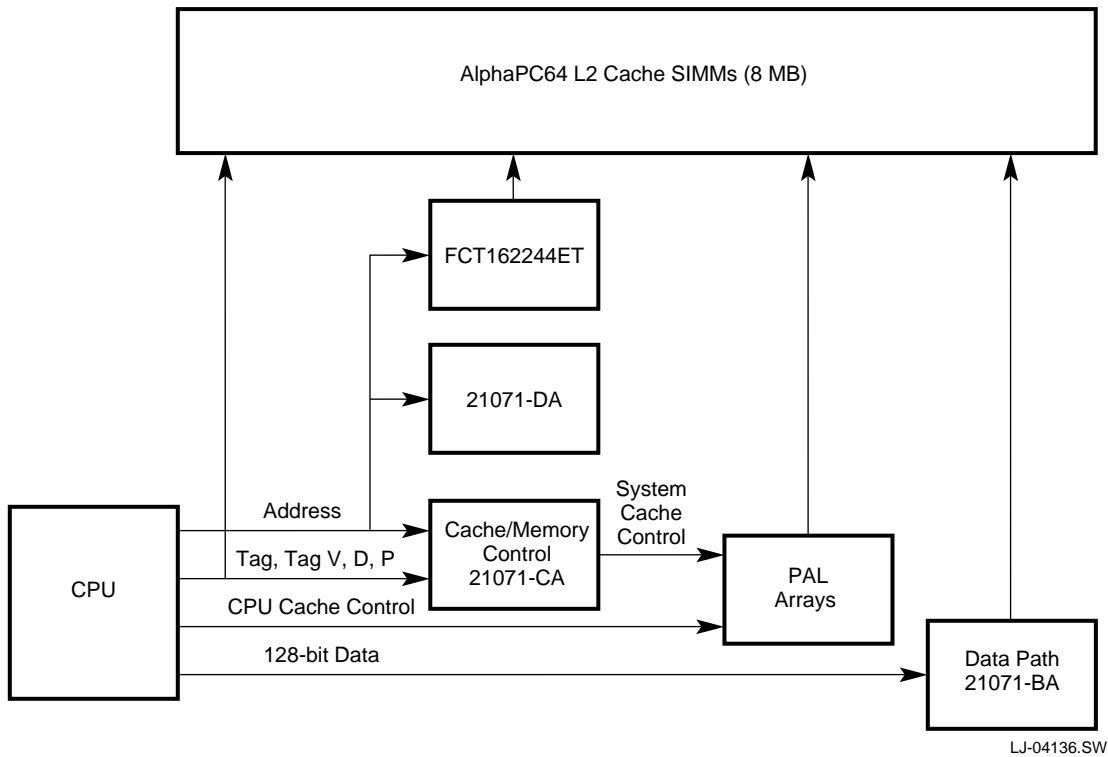 AlphaPC64 L2 Cache SIMMs (8 MB)
FCT162244ET
21071-DA
System
Cache
Control
Address
Cache/Memory
Control
21071-CA
Tag, Tag V, D, P
CPU
PAL
Arrays
CPU Cache Control
128-bit Data
Data Path
21071-BA
LJ-04136.SW